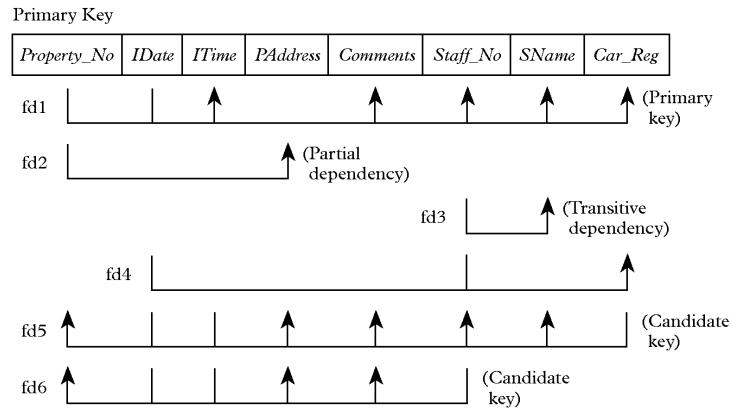 Primary Key
Property_No IDate ITime PAddress Comments Staff_No SName Car_Reg
fd1 (Primary
key)
fd2 (Partial
dependency)
fd3 (Transitive
dependency)
fd4
fd5 (Candidate
key)
fd6 (Candidate
key)